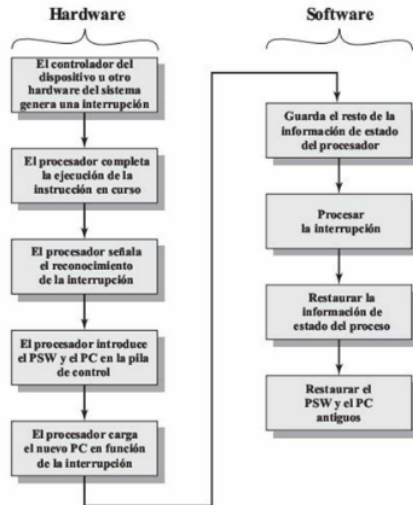 Hardware
El controlador del
dispositivo u otro
hardware del sistema
genera una interrupción
El procesador completa
la ejecución de la
instrucción en curso
El procesador señala
el reconocimiento
de la interrupción
El procesador introduce
el PSW y el PC en la pila
de control
El procesador carga
el nuevo PC en función
de la interrupción
Software
Guarda el resto de la
información de estado
del procesador
Procesar
la interrupción
Restaurar la
información de
estado del proceso
Restaurar el
PSW y el PC
antiguos